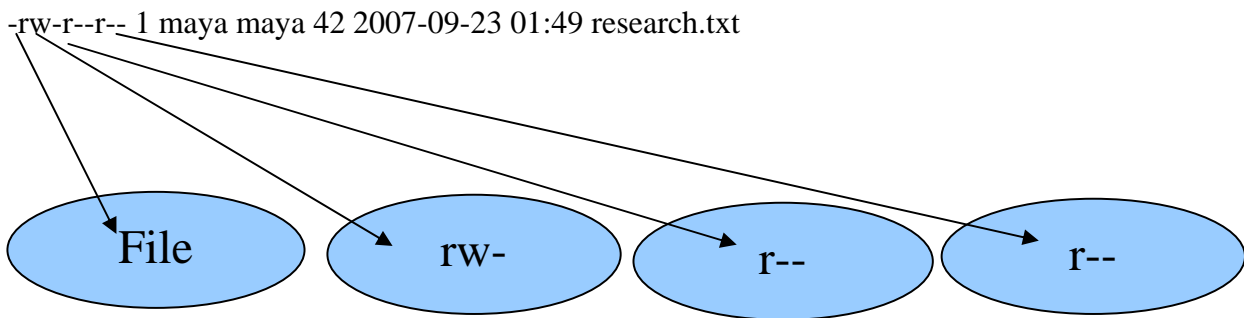 -rw-r--r-- 1 maya maya 42 2007-09-23 01:49 research.txt
File rw- r-- r--